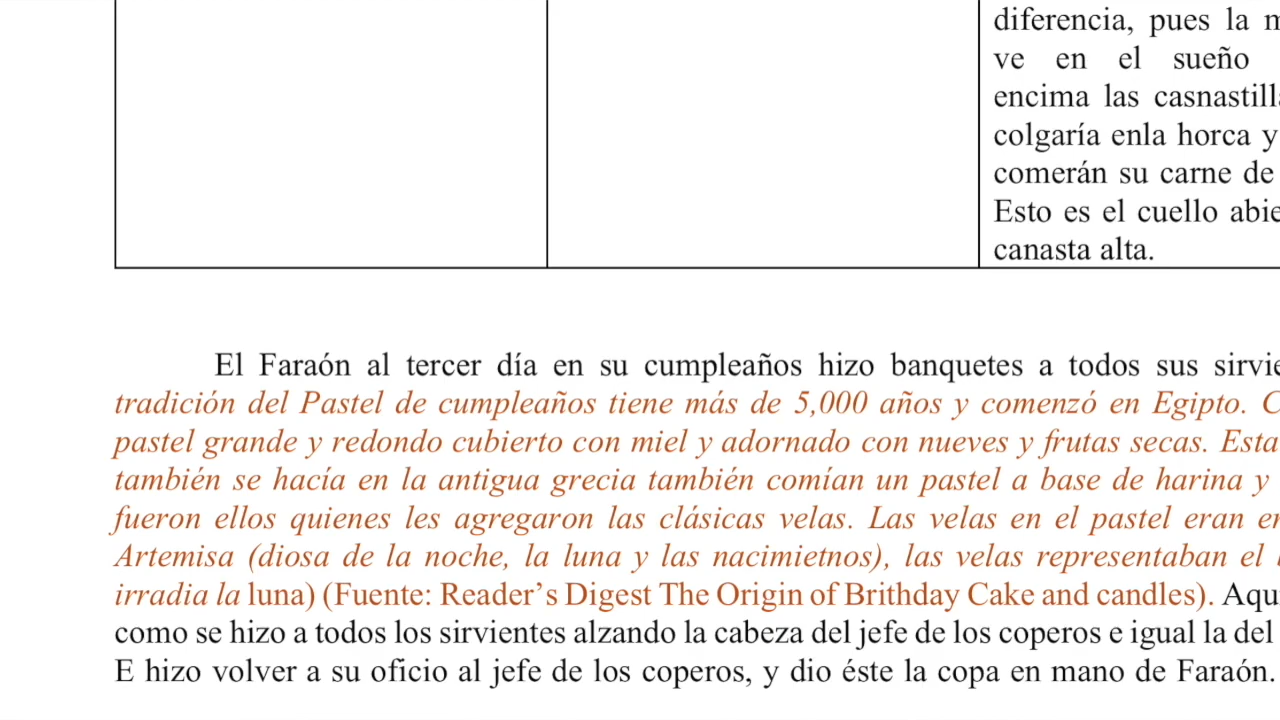 diferencia, pues la
ve en el sueño
encima las
colgaría enla horca y
comerán su carne de
Esto es el cuello
canasta alta.
El Faraón al tercer día en su cumpleaños hizo banquetes a todos sus
tradición del Pastel de cumpleaños tiene más de 5,000 años y comenzó en Egipto.
pastel grande y redondo cubierto con miel y adornado con nueves y frutas secas. Esta
también se hacía en la antigua grecia también comían un pastel a base de harina y
fueron ellos quienes les agregaron las clásicas velas. Las velas en el pastel eran
Artemisa (diosa de la noche, la luna y las nacimietnos), las velas representaban el
irradia la luna) (Fuente: Reader’s Digest The Origin of Brithday Cake and candles).
como se hizo a todos los sirvientes alzando la cabeza del jefe de los coperos e igual la del
E hizo volver a su oficio al jefe de los coperos, y dio éste la copa en mano de Faraón.